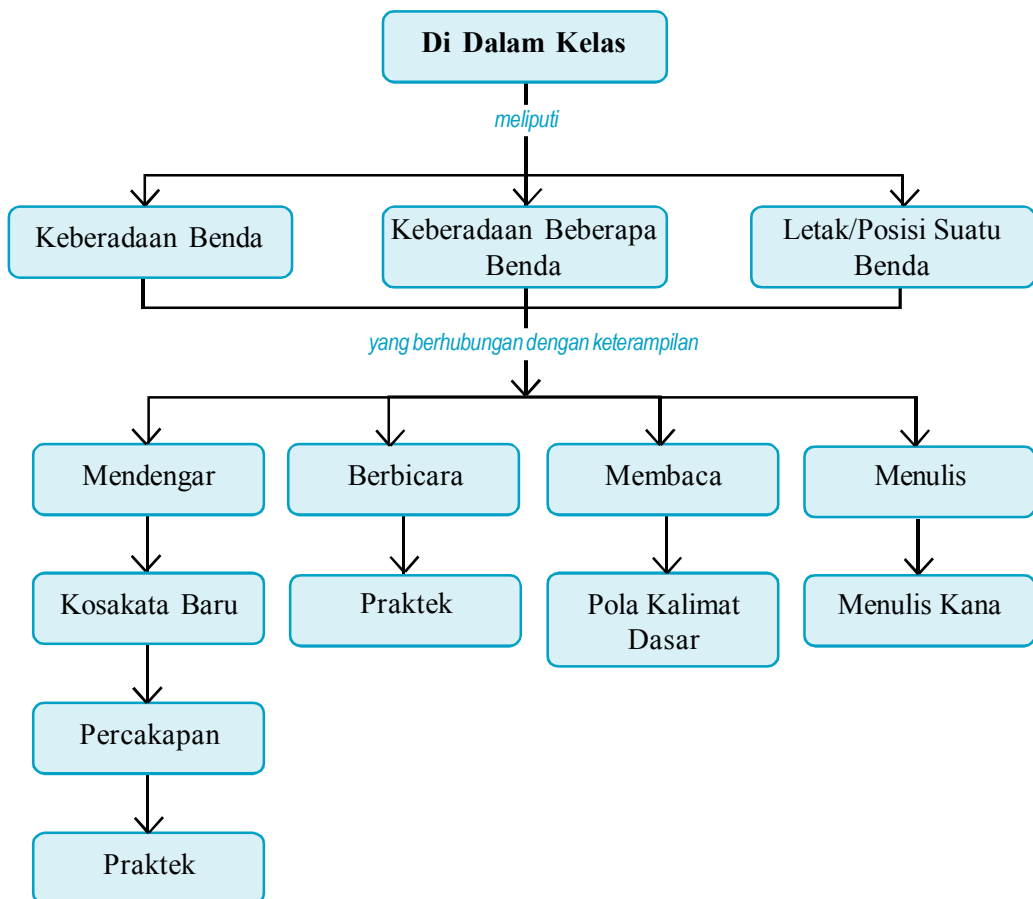 Di Dalam Kelas
meliputi
Keberadaan Benda
Keberadaan Beberapa
Benda
Letak/Posisi Suatu
Benda
yang berhubungan dengan keterampilan
Mendengar
Berbicara
Membaca
Menulis
Kosakata Baru
Praktek
Pola Kalimat
Dasar
Menulis Kana
Percakapan
Praktek